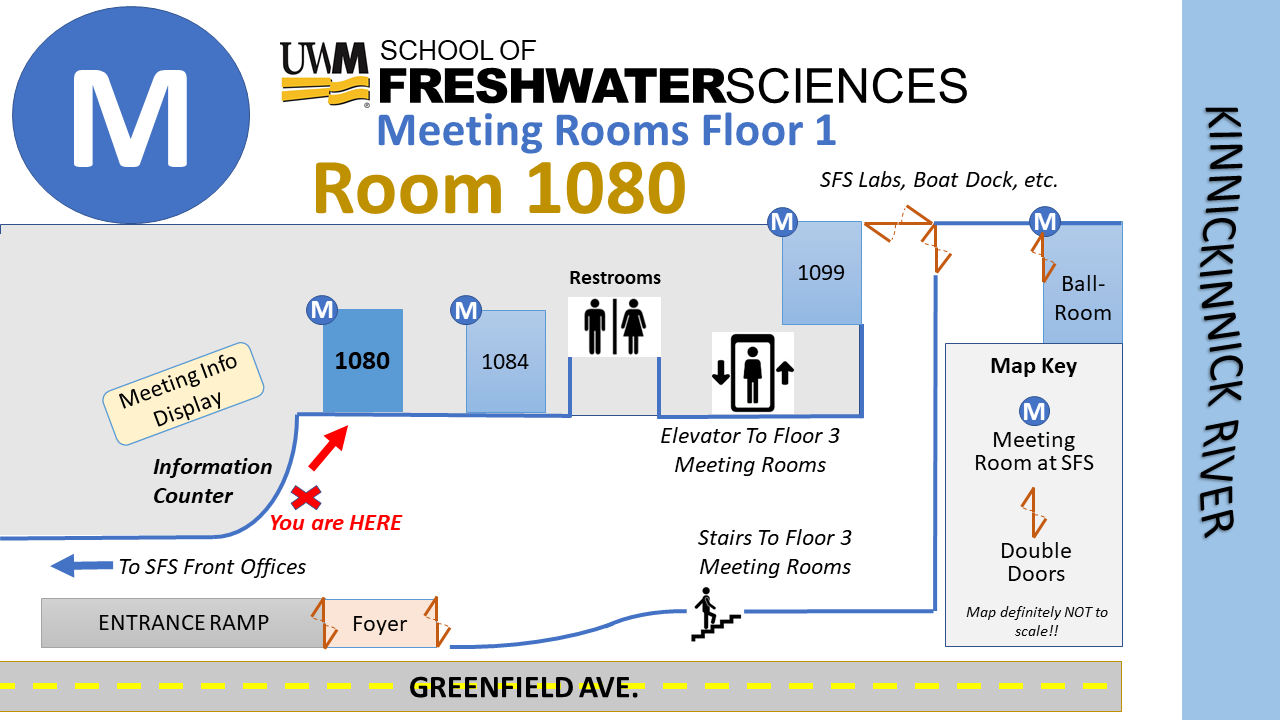 M
UWM
SCHOOL OF
FRESHWATERSCIENCES
®
Meeting Rooms Floor 1
Room 1080
SFS Labs, Boat Dock, etc.
M
M
1099
Ball-
Room
Restrooms
M
M
1080
1084
Meeting Info
Display
Information
Counter
You are HERE
Elevator To Floor 3
Meeting Rooms
Stairs To Floor 3
Meeting Rooms
To SFS Front Offices
ENTRANCE RAMP
Foyer
Map Key
M
Meeting
Room at SFS
Double
Doors
Map definitely NOT to
scale!!
GREENFIELD AVE.
KINNICKINNICK RIVER